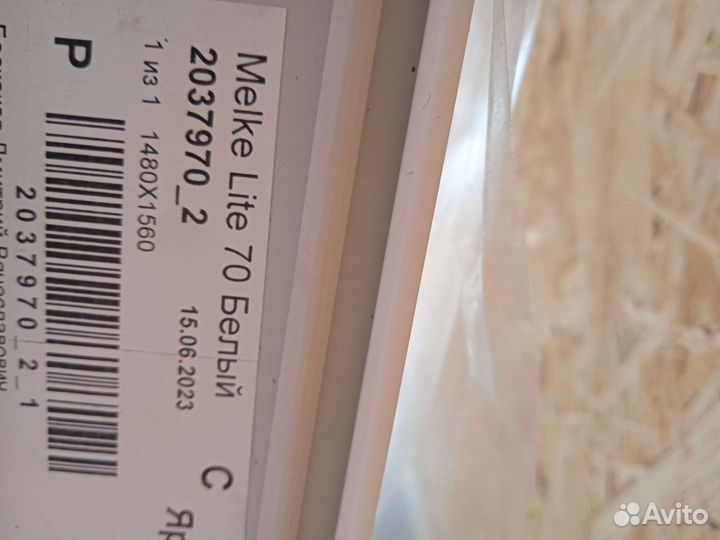 Melke Lite 70 Белый
2037970_2
1 из 1 1480X1560
15.06.2023
С
P
2037970_2_1
Avito